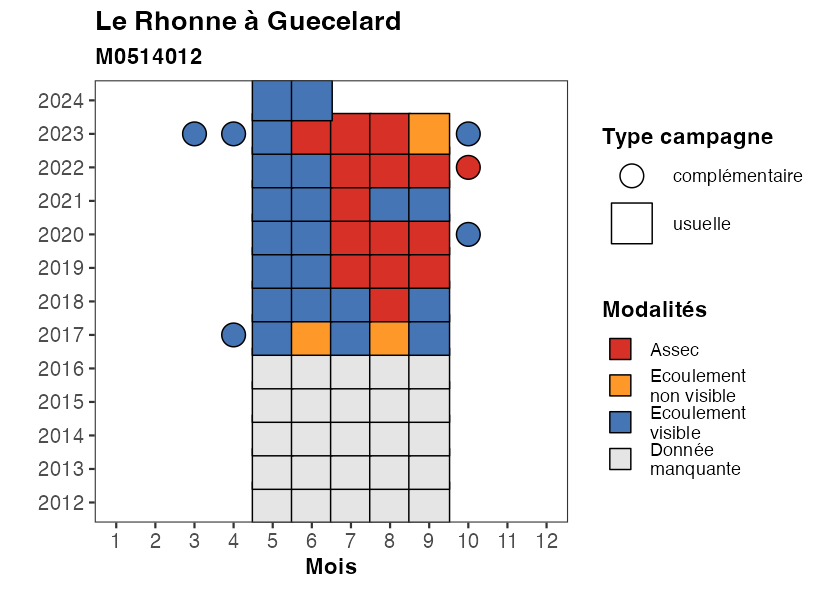 Le Rhonne à Guecelard
M0514012
2024
2023
2022
2021
2020
2019
2018
2017
2016
2015
2014
2013
2012
1 2 3 4 5 6 7 8 9 10 11 12
Mois
Type campagne
complémentaire
usuelle
Modalités
Assec
Ecoulement
non visible
Ecoulement
visible
Donnée
manquante